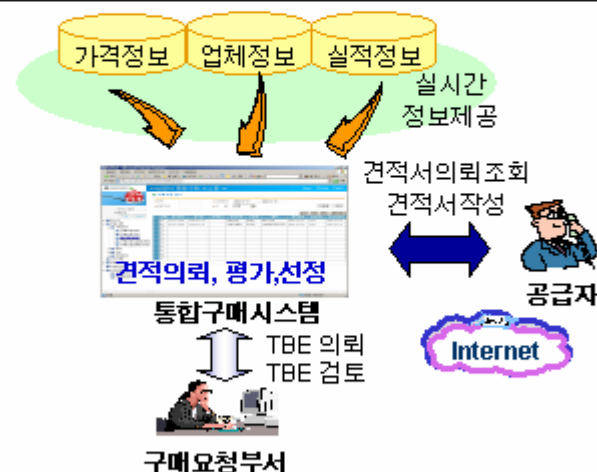 가격정보 업체정보 실적정보
실시간
정보제공
견적서의뢰조회
견적서작성
견적의뢰, 평가,선정
공급자
통합구매시스템
Internet
TBE 의뢰
TBE 검토
구매요청부서